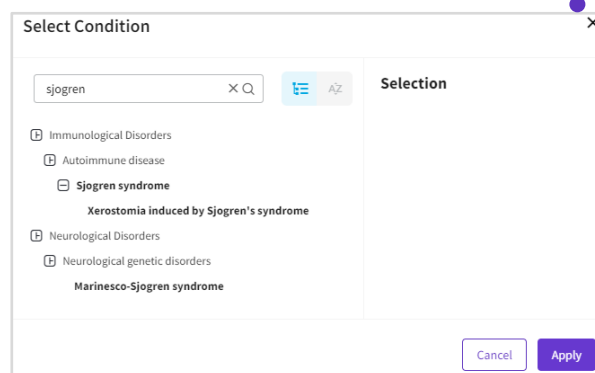 Select Condition
sjogren
AZ
Selection
Immunological Disorders
Autoimmune disease
Sjogren syndrome
Xerostomia induced by Sjogren's syndrome
Neurological Disorders
Neurological genetic disorders
Marinesco-Sjogren syndrome
Cancel
Apply